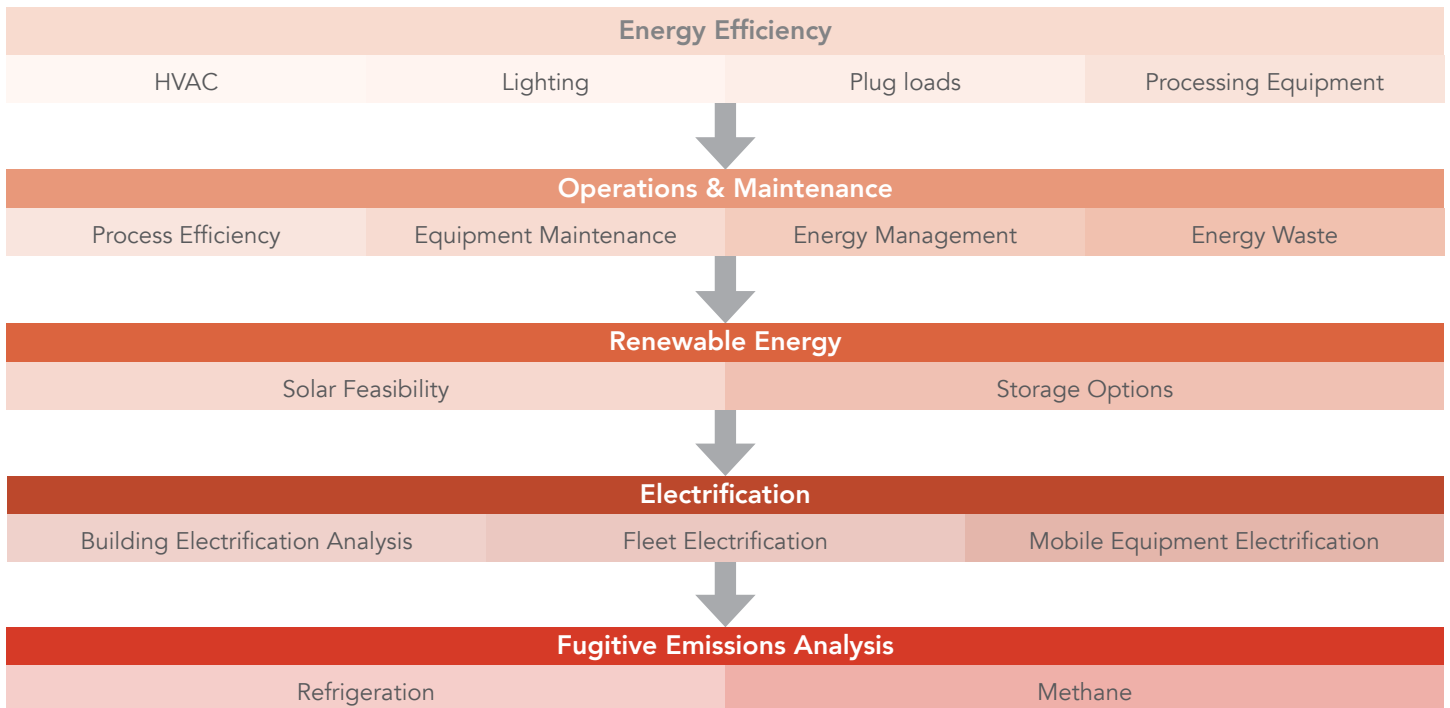 Energy Efficiency
HVAC Lighting Plug loads Processing Equipment
Operations & Maintenance
Process Efficiency Equipment Maintenance Energy Management Energy Waste
Renewable Energy
Solar Feasibility Storage Options
Electrification
Building Electrification Analysis Fleet Electrification Mobile Equipment Electrification
Fugitive Emissions Analysis
Refrigeration Methane